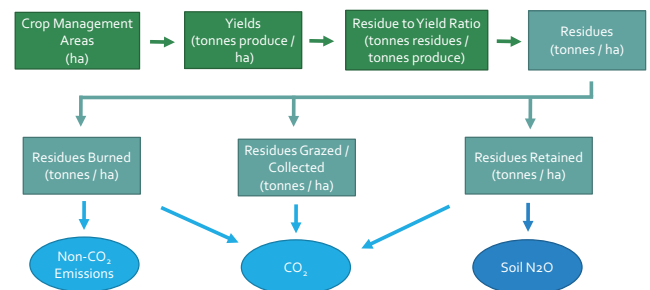 Crop Management
Areas
(ha)
Yields
(tonnes produce /
ha)
Residue to Yield Ratio
(tonnes residues /
tonnes produce)
Residues
(tonnes / ha)
Residues Burned
(tonnes / ha)
Residues Grazed /
Collected
(tonnes / ha)
Residues Retained
(tonnes / ha)
Non-CO₂
Emissions
CO₂
Soil N2O